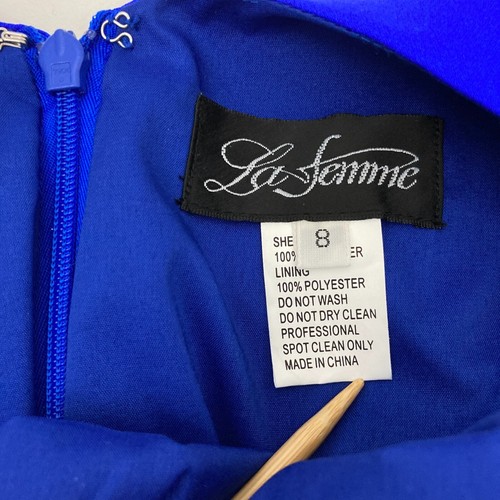 La Femme
8
SHE
100% ER
LINING
100% POLYESTER
DO NOT WASH
DO NOT DRY CLEAN
PROFESSIONAL
SPOT CLEAN ONLY
MADE IN CHINA